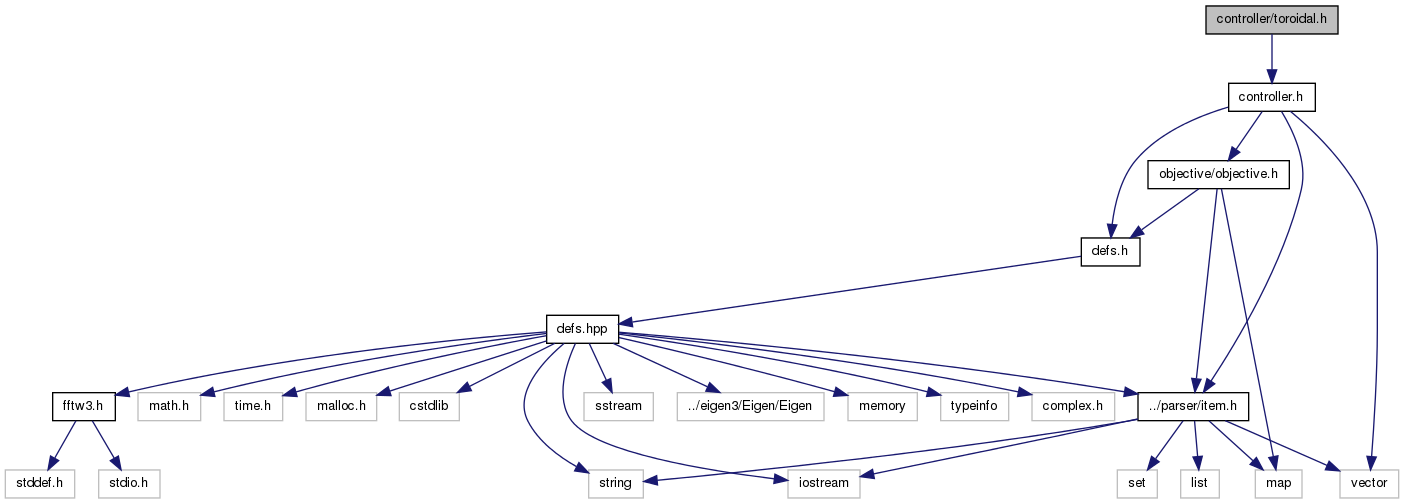 controller/toroidal.h
controller.h
objective/objective.h
defs.h
defs.hpp
fftw3.h
math.h
time.h
malloc.h
cstdlib
sstream
../eigen3/Eigen/Eigen
memory
typeinfo
complex.h
../parser/item.h
stddef.h
stdio.h
string
iostream
set
list
map
vector